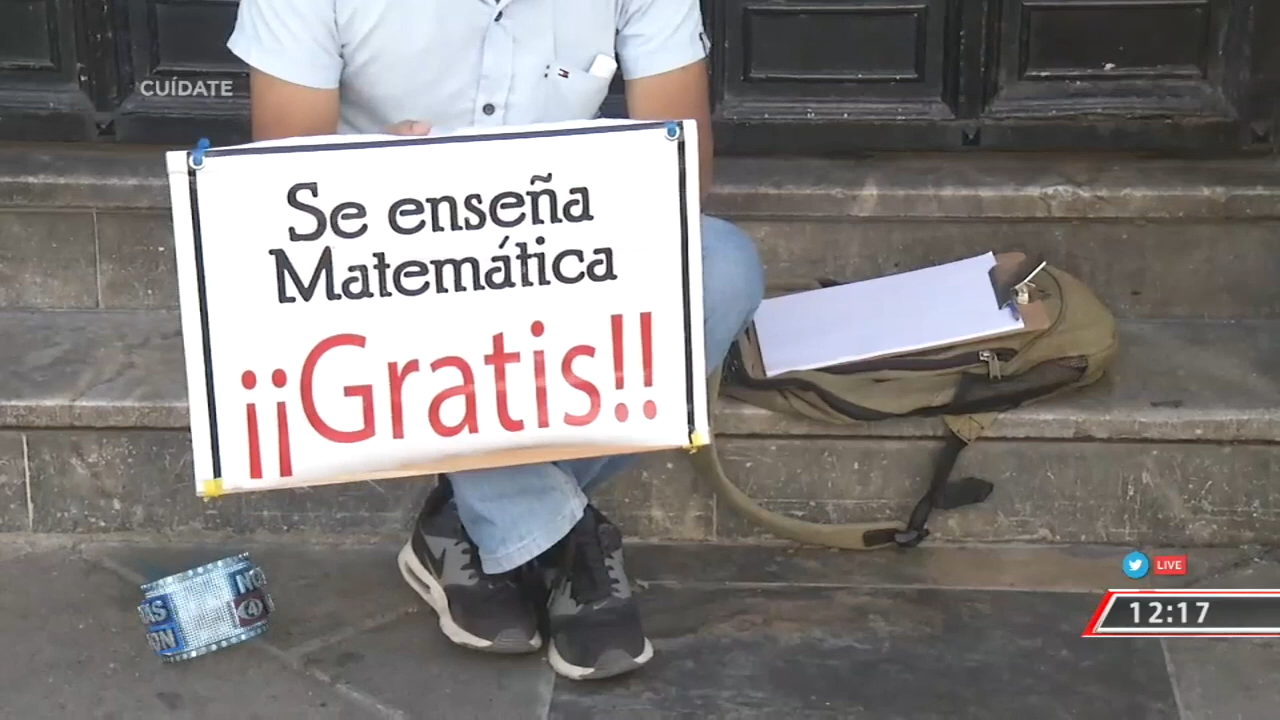 CUÍDATE
Se enseña
Matemática
¡¡Gratis!!
LIVE
12:17